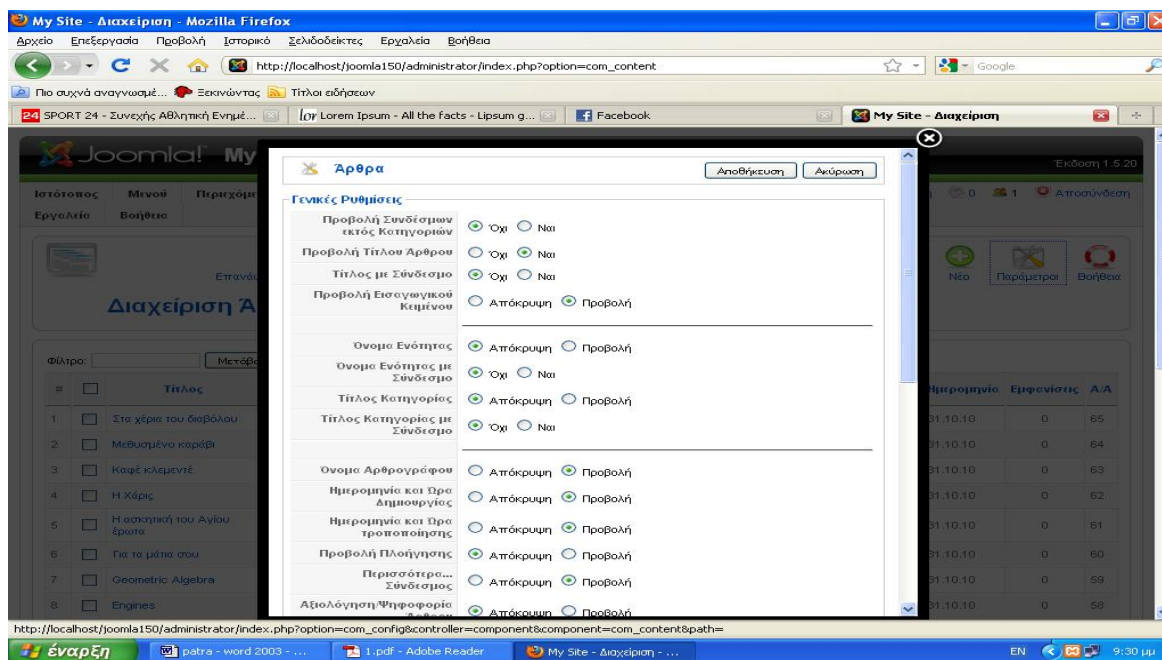 My Site - Διαχείριση - Mozilla Firefox
Αρχείο Επεξεργασία Προβολή Ιστορικό Σελιδοδείκτες Εργαλεία Βοήθεια
http://localhost/joomla150/administrator/index.php?option=com_content
Google
Πιο συχνά αναγνωσμέ... Ξεκινώντας Τίτλοι ειδήσεων
24 SPORT 24 - Συνεχής Αθλητική Ενημέ... Lorem Ipsum - All the facts - Lipsum g... Facebook My Site - Διαχείριση
Joomla! My
Έκδοση 1.5.20
Άρθρα Αποθήκευση Ακύρωση
Ιστότοπος Μενού Περιεχόμε
0 1 Αποσύνδεση
Εργαλεία Βοήθεια
Γενικές Ρυθμίσεις
Προβολή Συνδέσμων εκτός Κατηγοριών Όχι Ναι
Προβολή Τίτλου Άρθρου Όχι Ναι
Τίτλος με Σύνδεσμο Όχι Ναι
Προβολή Εισαγωγικού Κειμένου Απόκρυψη Προβολή
Επανά
Νέο Παράμετροι Βοήθεια
Διαχείριση Ά
Όνομα Ενότητας Απόκρυψη Προβολή
Όνομα Ενότητας με Σύνδεσμο Όχι Ναι
Τίτλος Κατηγορίας Απόκρυψη Προβολή
Τίτλος Κατηγορίας με Σύνδεσμο Όχι Ναι
Φίλτρο: Μετάβα
# Τίτλος Ημερομηνία Εμφανίσεις Α/Α
1 Στα χέρια του διαβόλου 31.10.10 0 65
2 Μεθυσμένο καράβι 31.10.10 0 64
3 Καφέ κλεμεντέ 31.10.10 0 63
4 Η Χάρις 31.10.10 0 62
5 Η ασκητική του Αγίου έρωτα 31.10.10 0 61
6 Για τα μάτια σου 31.10.10 0 60
7 Geometric Algebra 31.10.10 0 59
8 Engines 31.10.10 0 58
Όνομα Αρθρογράφου Απόκρυψη Προβολή
Ημερομηνία και Ώρα Δημιουργίας Απόκρυψη Προβολή
Ημερομηνία και Ώρα τροποποίησης Απόκρυψη Προβολή
Προβολή Πλοήγησης Απόκρυψη Προβολή
Περισσότερα... Σύνδεσμος Απόκρυψη Προβολή
Αξιολόγηση/Ψηφοφορία Άρθρου Απόκρυψη Προβολή
http://localhost/joomla150/administrator/index.php?option=com_config&controller=component&component=com_content&path=
έναρξη patra - word 2003 - ... 1.pdf - Adobe Reader My Site - Διαχείριση - ... EN 9:30 μμ